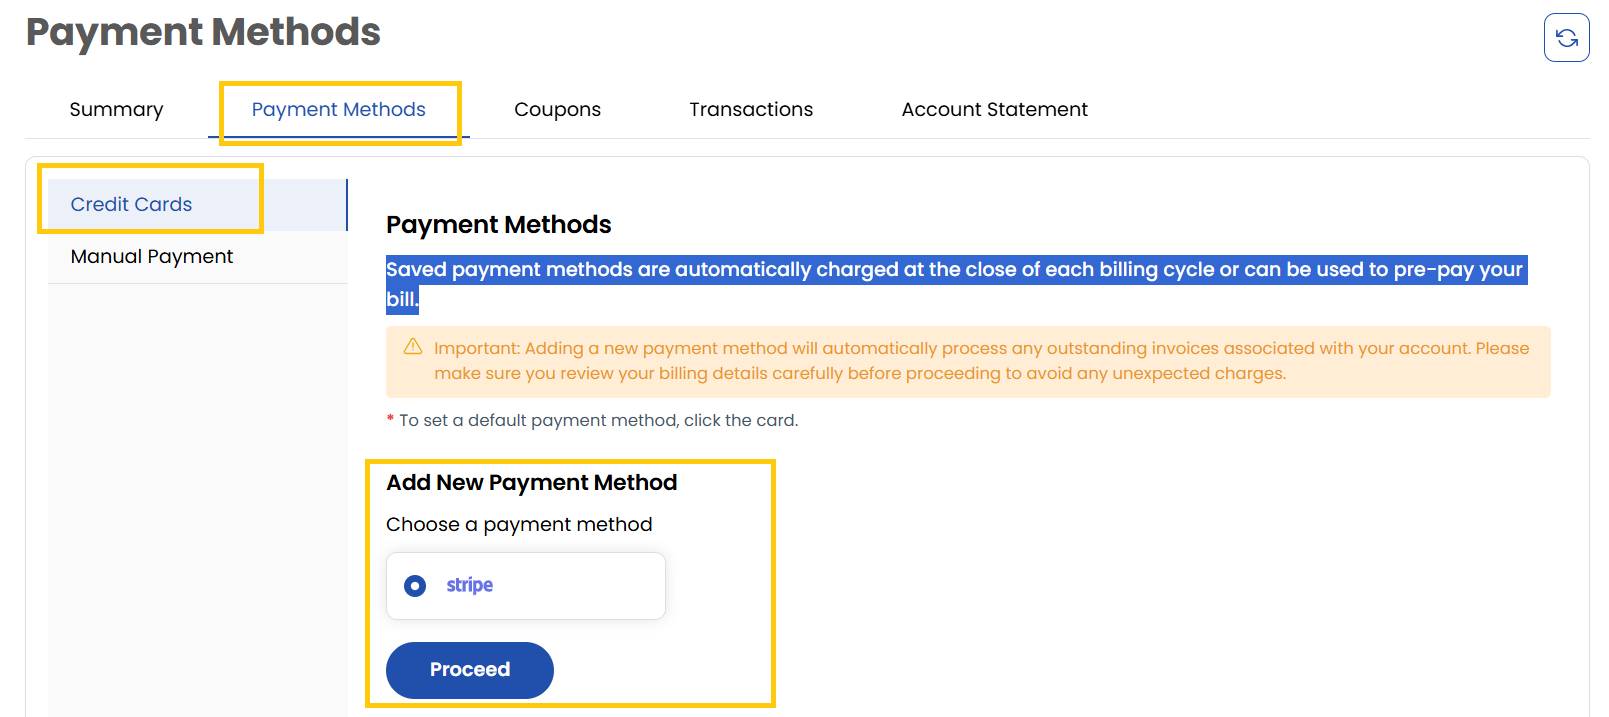 Payment Methods
Summary
Payment Methods
Coupons
Transactions
Account Statement
Credit Cards
Manual Payment
Payment Methods
Saved payment methods are automatically charged at the close of each billing cycle or can be used to pre-pay your
bill.
Important: Adding a new payment method will automatically process any outstanding invoices associated with your account. Please
make sure you review your billing details carefully before proceeding to avoid any unexpected charges.
* To set a default payment method, click the card.
Add New Payment Method
Choose a payment method
stripe
Proceed